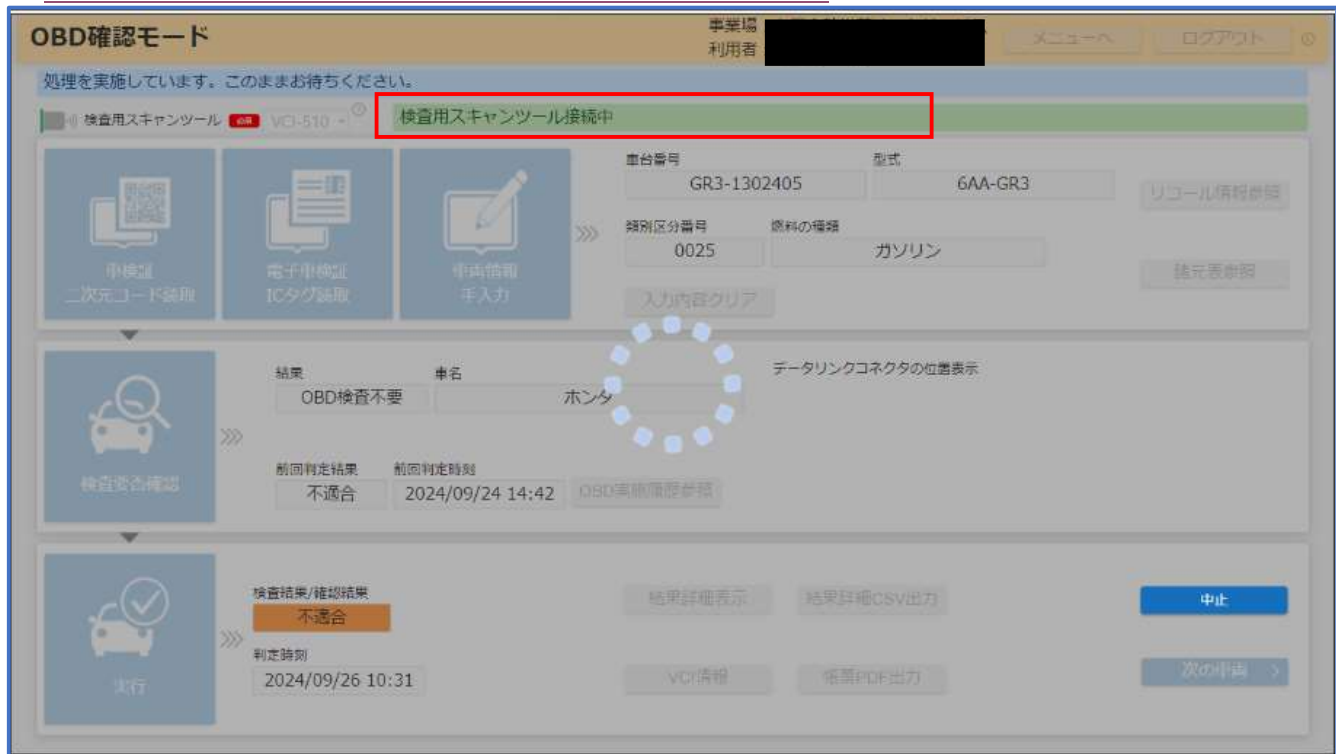 OBD確認モード
事業場
利用者
メニューへ
ログアウト
処理を実施しています。このままお待ちください。
検査用スキャンツール 必須 VCI-510
検査用スキャンツール接続中
車検証
二次元コード読取
電子車検証
ICタグ読取
車両情報
手入力
車台番号
GR3-1302405
型式
6AA-GR3
リコール情報参照
類別区分番号
0025
燃料の種類
ガソリン
諸元表参照
入力内容クリア
検査要否確認
結果
OBD検査不要
車名
ホンダ
データリンクコネクタの位置表示
前回判定結果
不適合
前回判定時刻
2024/09/24 14:42
OBD実施履歴参照
実行
検査結果/確認結果
不適合
結果詳細表示
結果詳細CSV出力
中止
判定時刻
2024/09/26 10:31
VCI情報
帳票PDF出力
次の車両